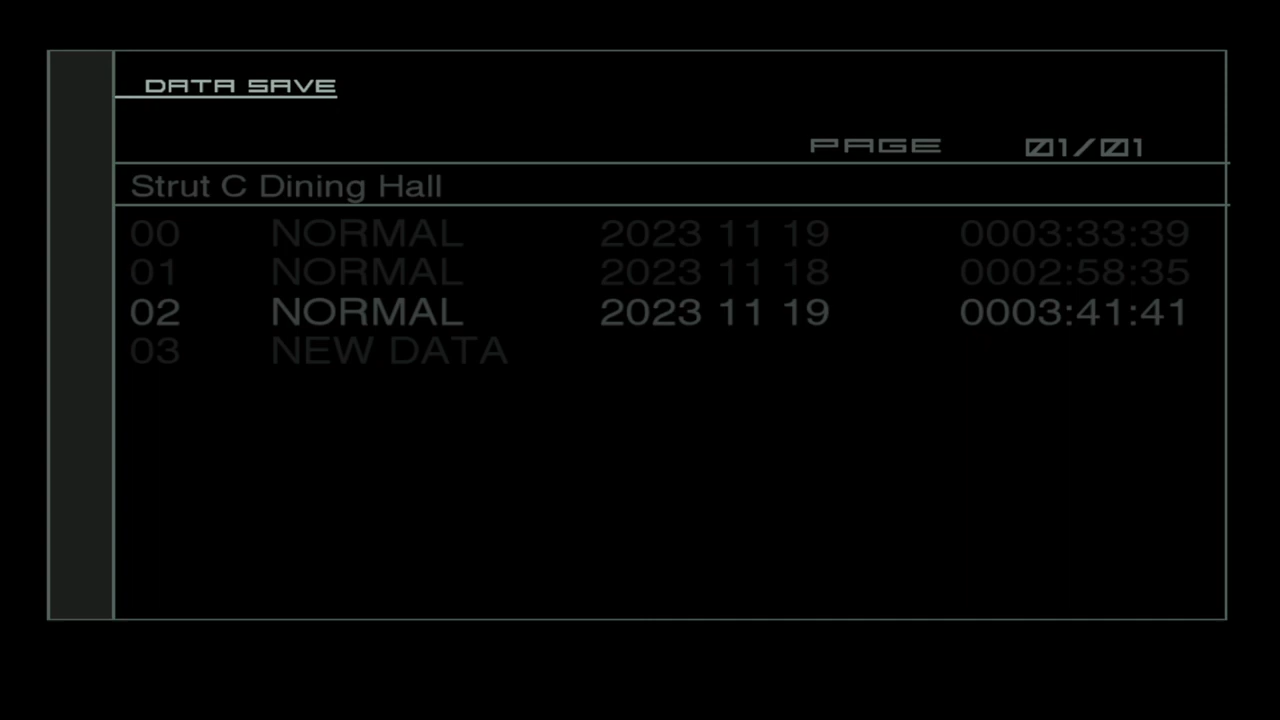 DATA SAVE
PAGE 01/01
Strut C Dining Hall
00 NORMAL 2023 11 19 0003:33:39
01 NORMAL 2023 11 18 0002:58:35
02 NORMAL 2023 11 19 0003:41:41
03 NEW DATA